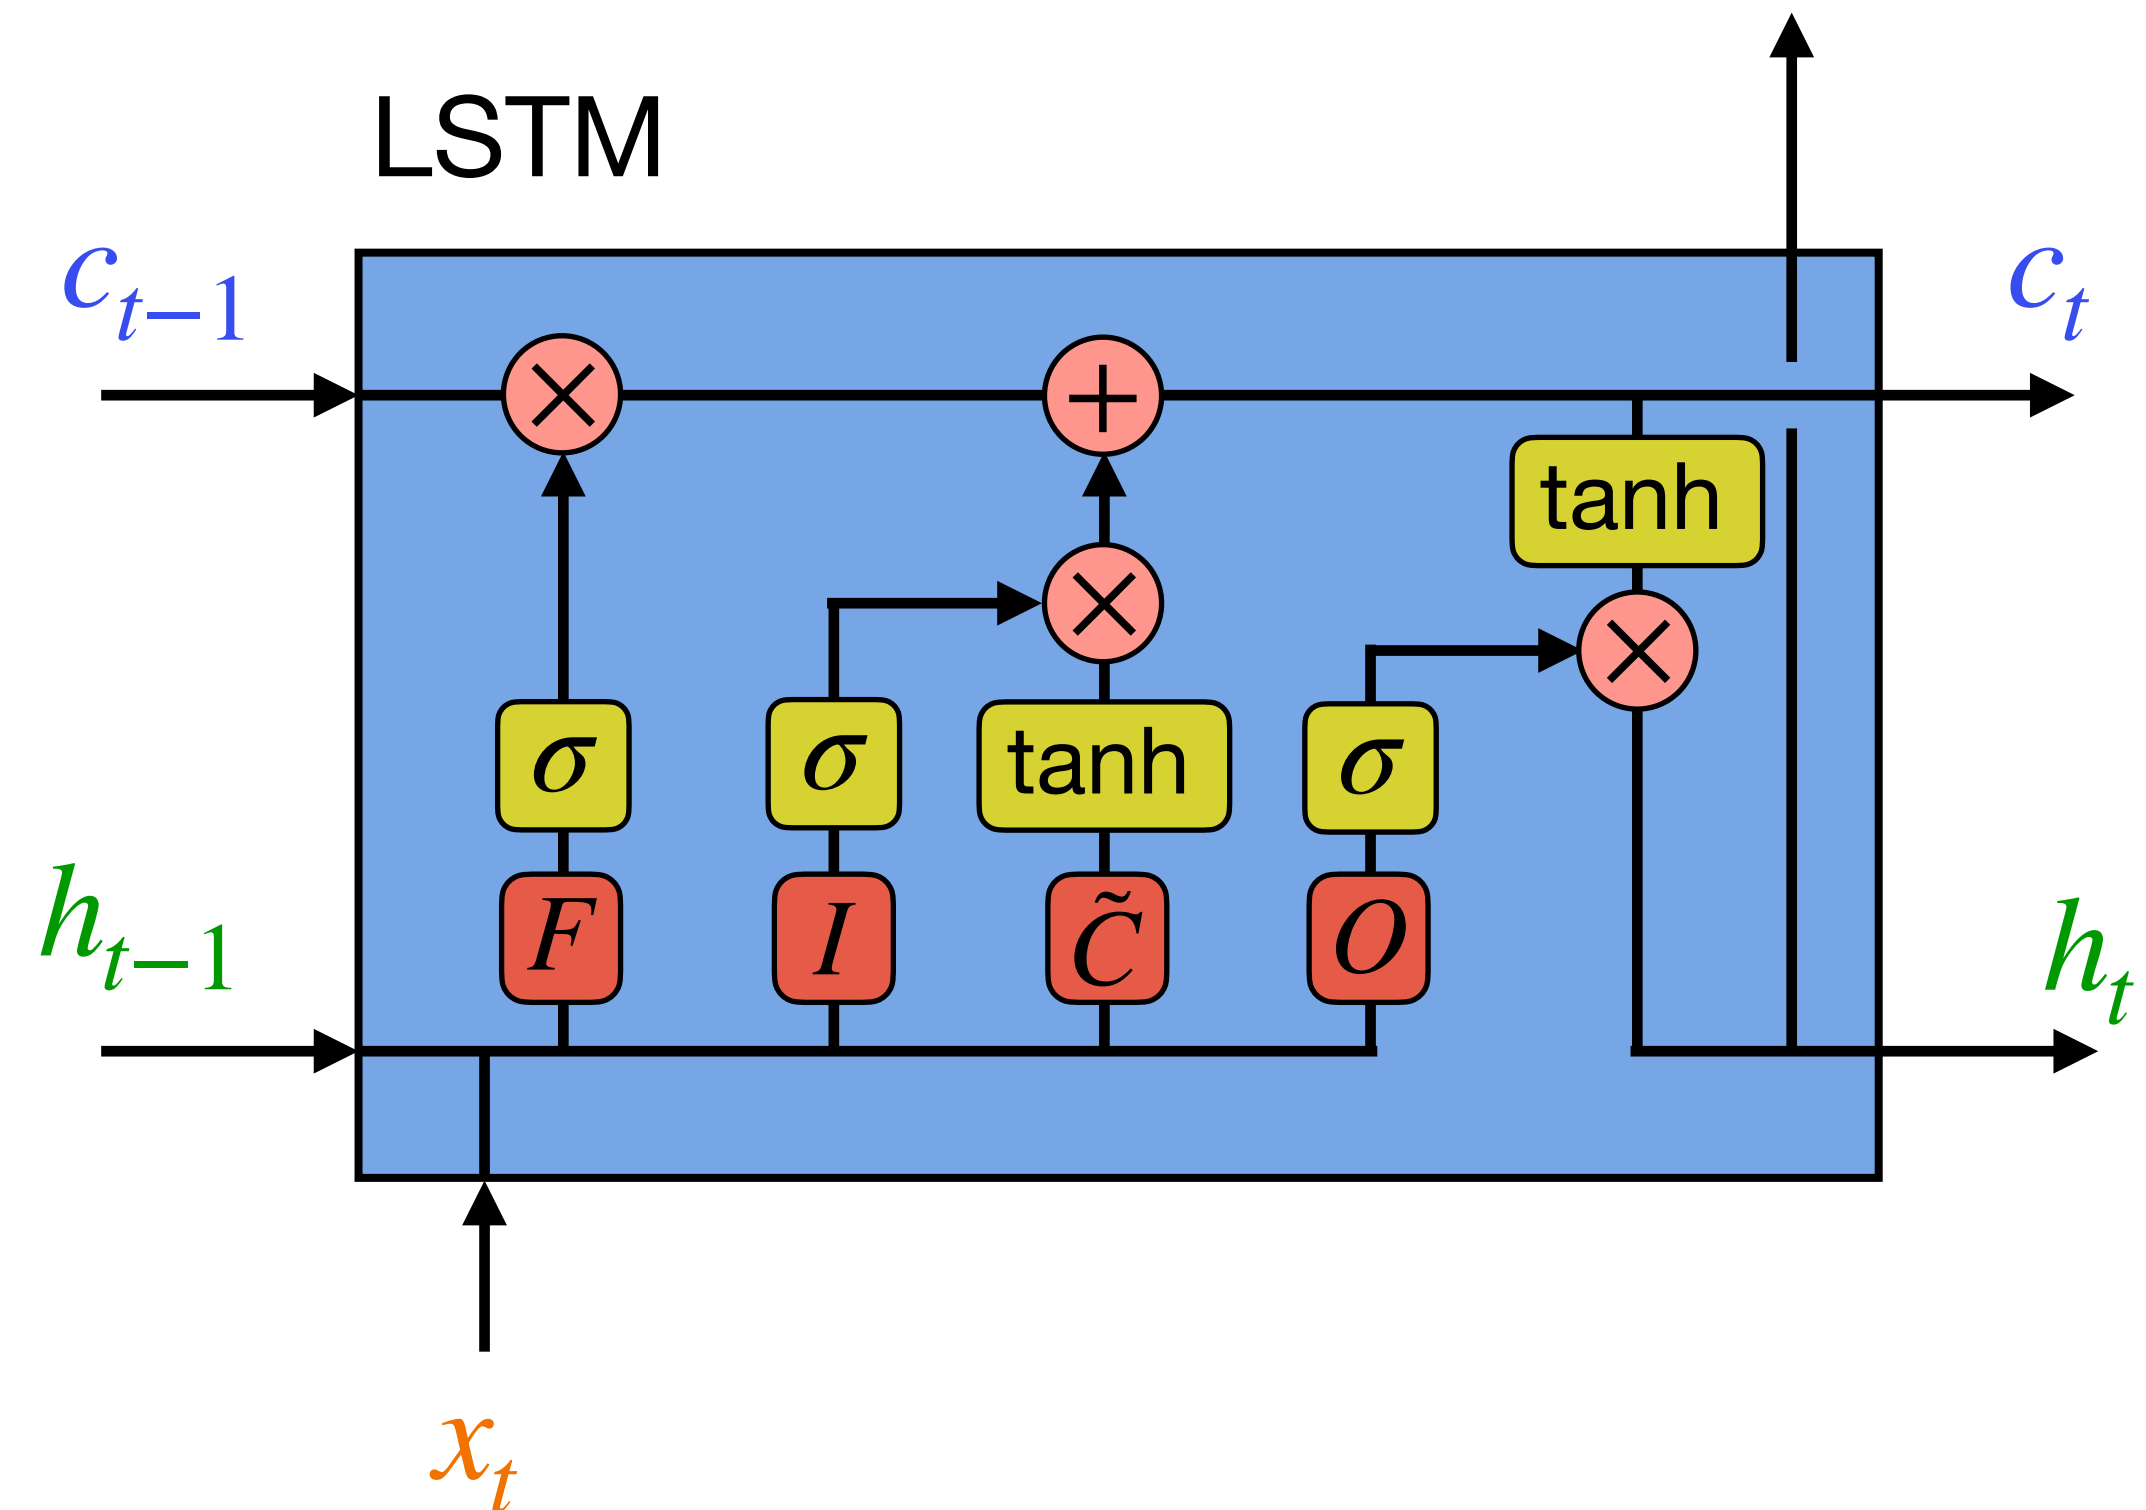 LSTM
c_{t−1}
c_t
× +
tanh
× ×
σ σ tanh σ
h_{t−1}
F I C̃ O
h_t
x_t